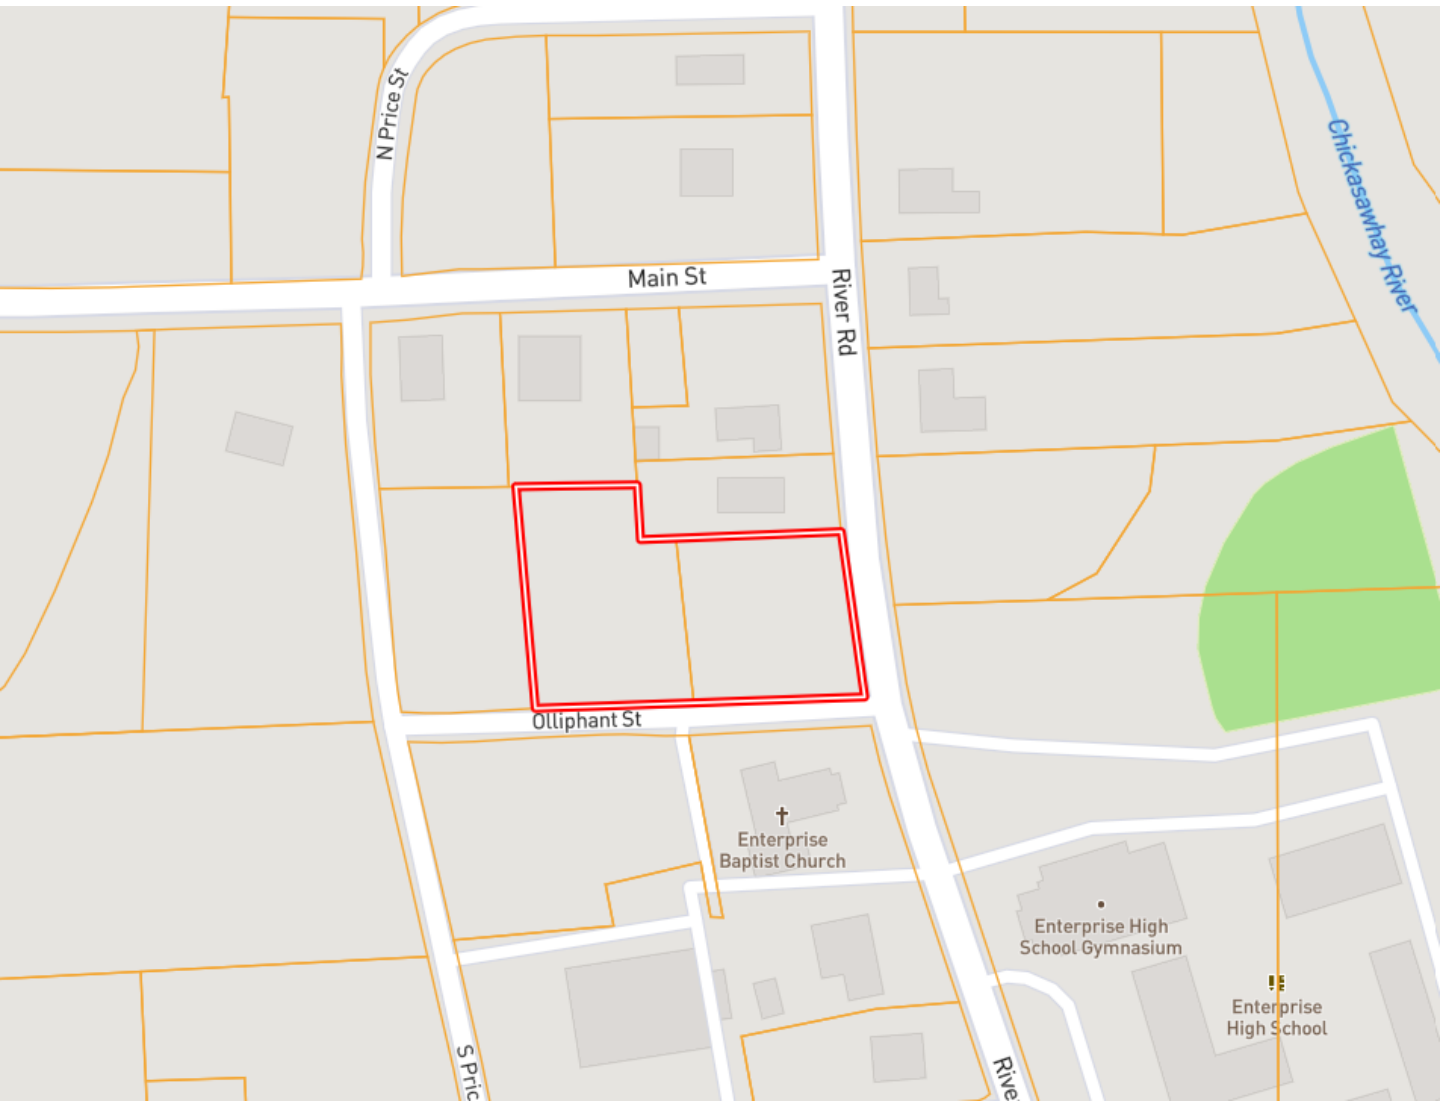 N Price St
Main St
River Rd
Chickasawhay River
Olliphant St
Enterprise
Baptist Church
Enterprise High
School Gymnasium
Enterprise
High School
S Pric
Rive